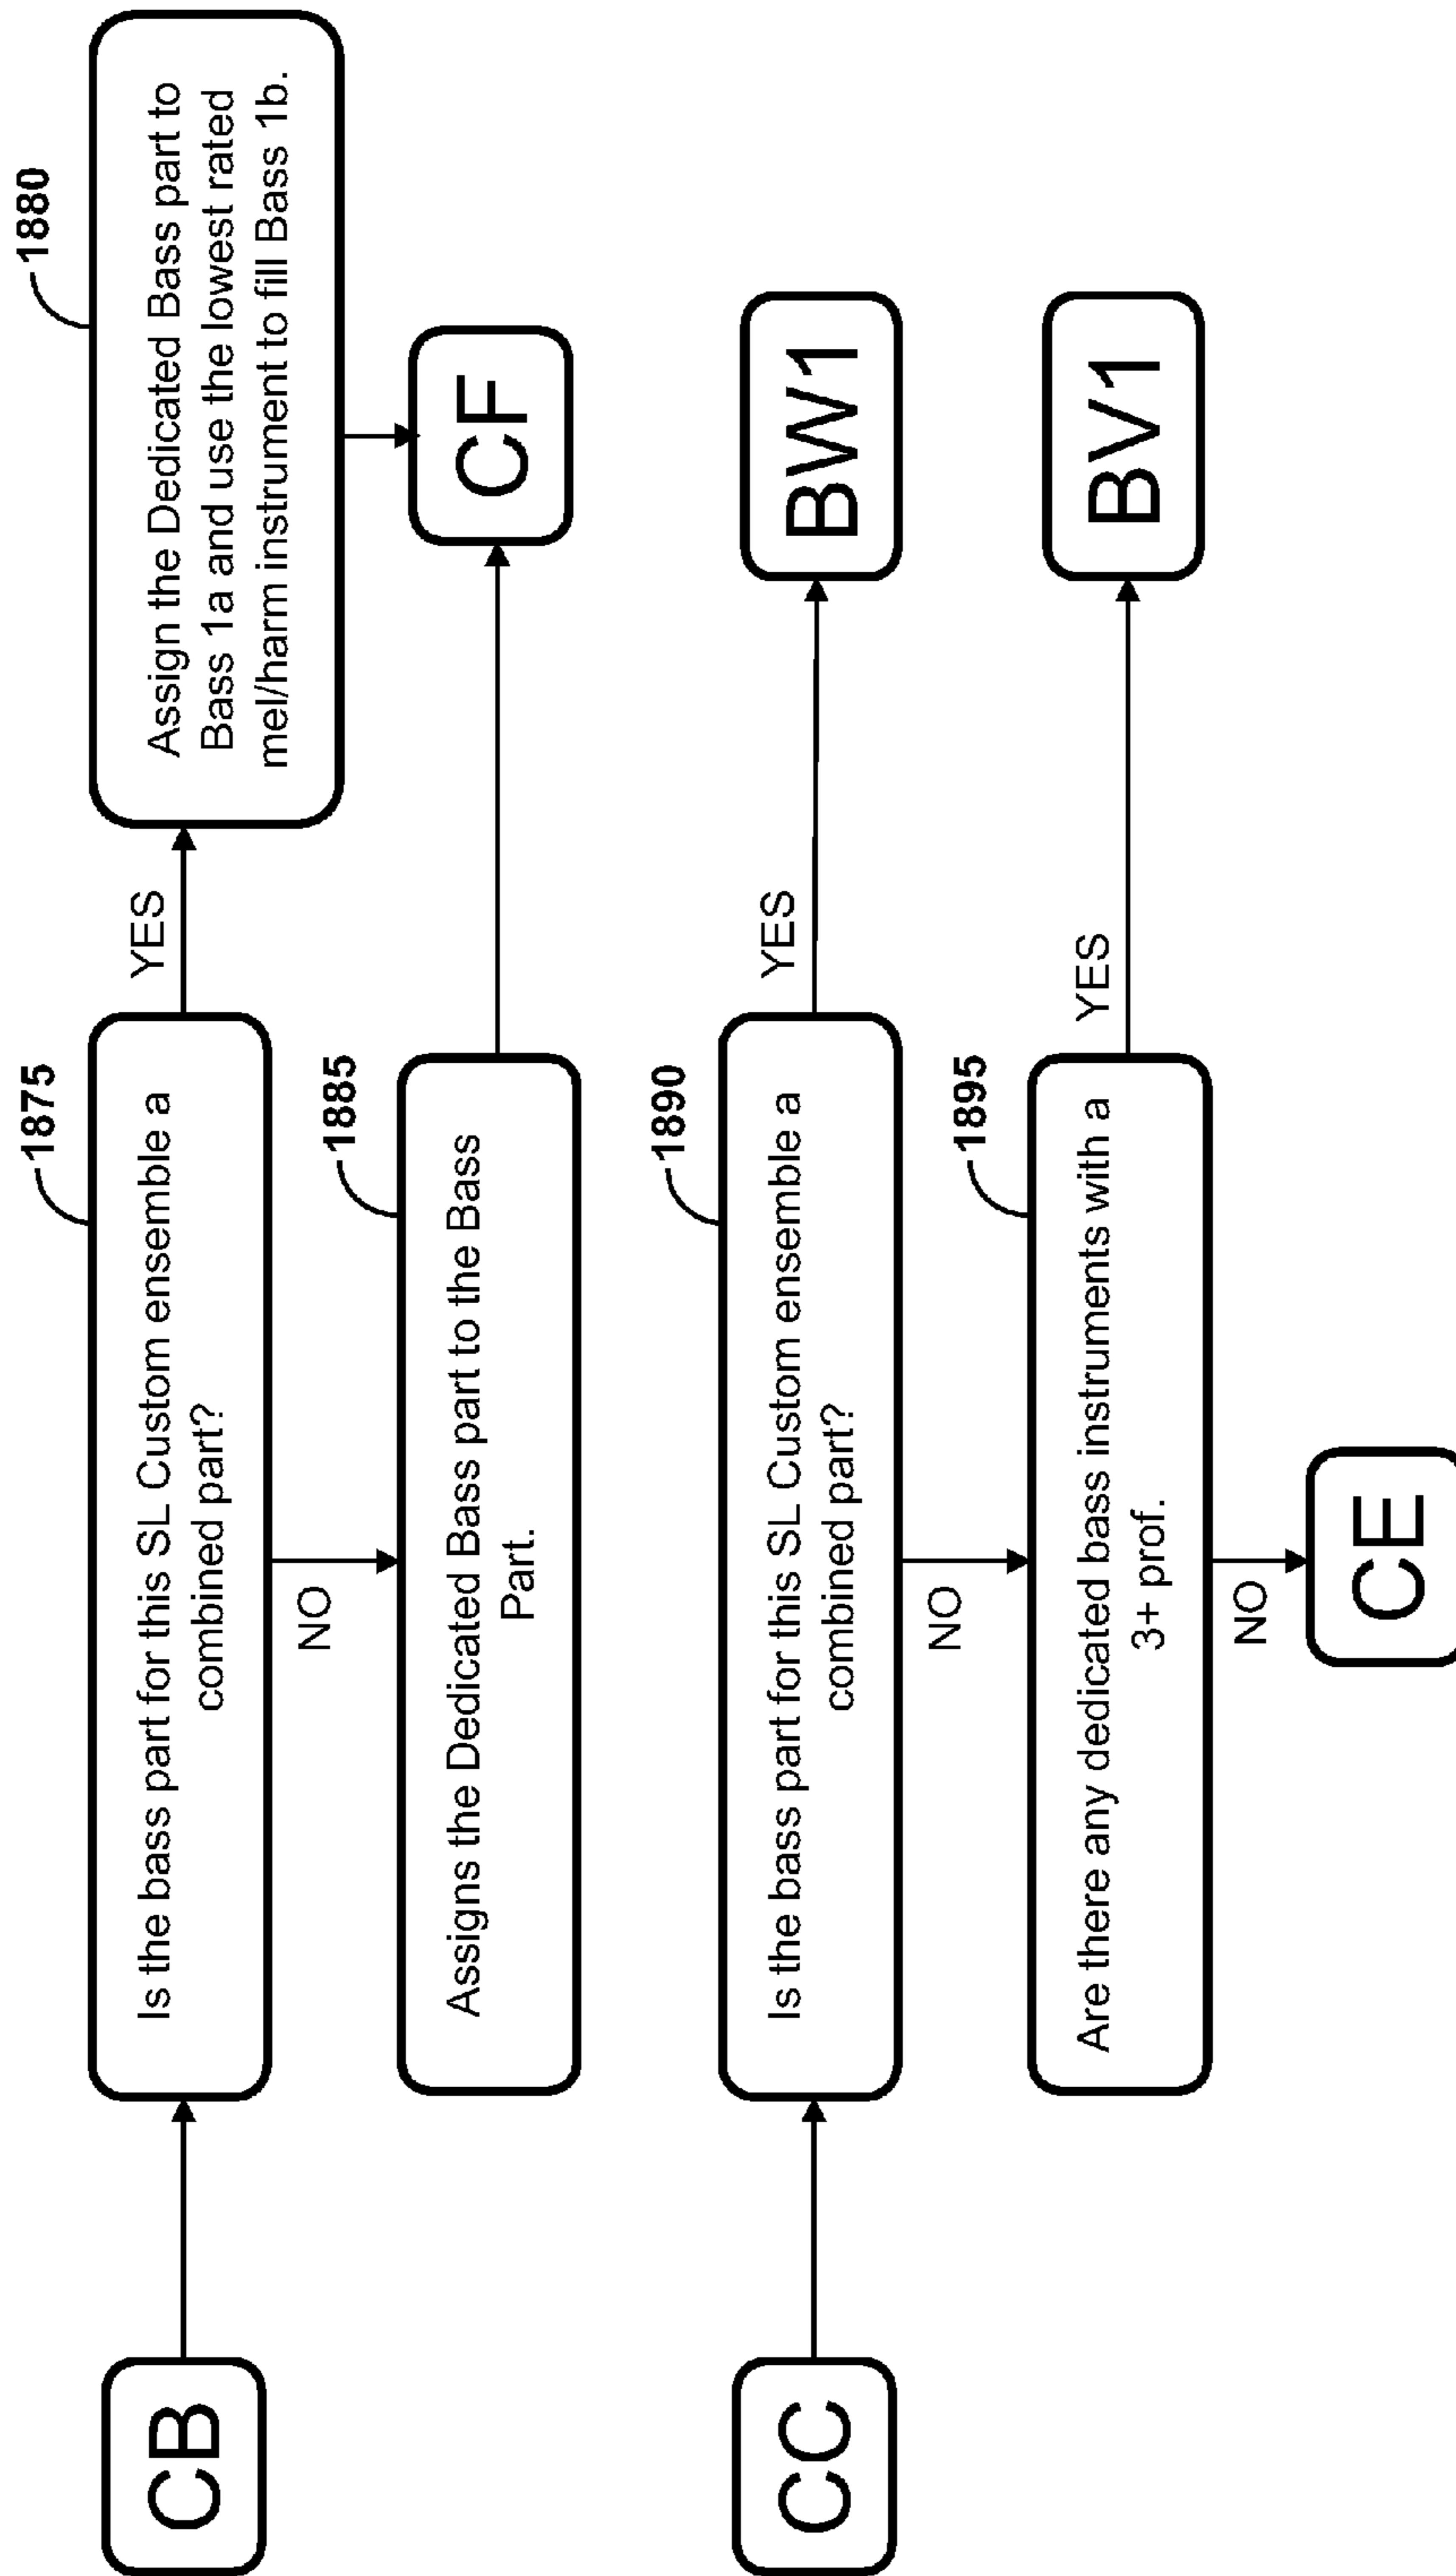 CB
1875
Is the bass part for this SL Custom ensemble a
combined part?
YES
1880
Assign the Dedicated Bass part to
Bass 1a and use the lowest rated
mel/harm instrument to fill Bass 1b.
NO
1885
Assigns the Dedicated Bass part to the Bass
Part.
CF
CC
1890
Is the bass part for this SL Custom ensemble a
combined part?
YES
BW1
NO
1895
Are there any dedicated bass instruments with a
3+ prof.
YES
BV1
NO
CE